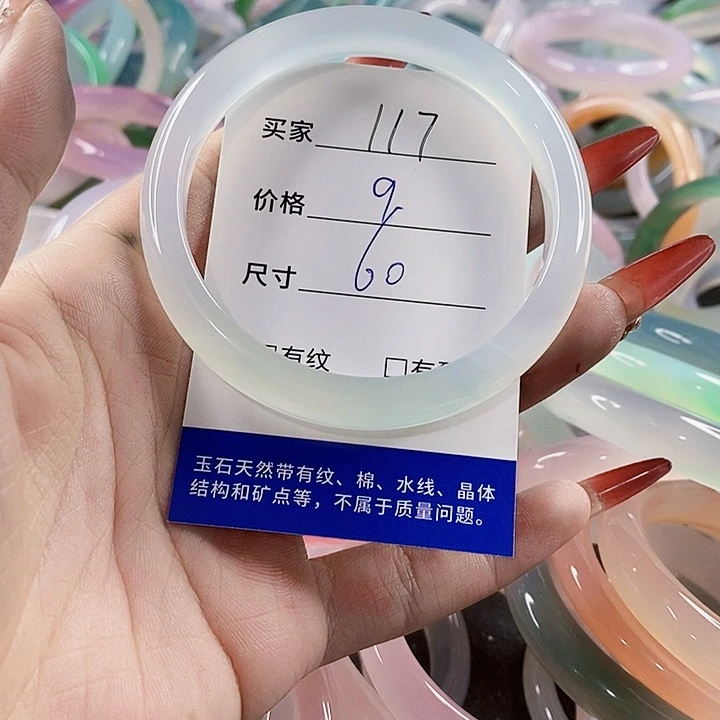 买家 117
价格 9
尺寸 60
有纹 □有
玉石天然带有纹、棉、水线、晶体
结构和矿点等，不属于质量问题。